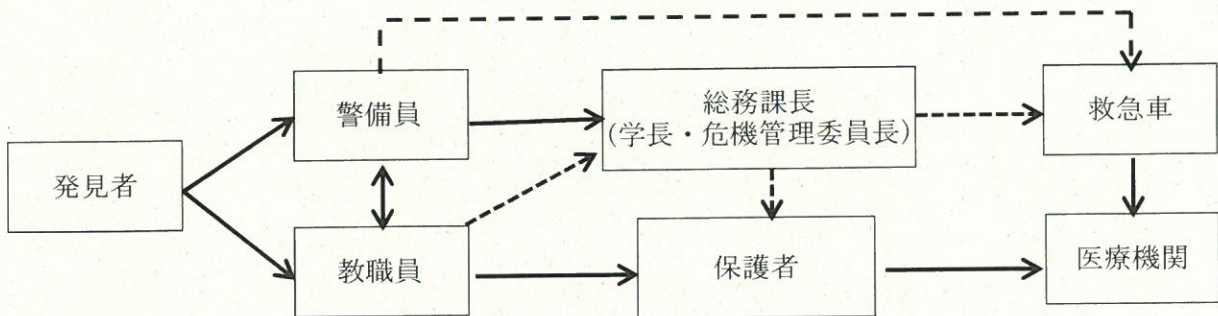 発見者
警備員
教職員
総務課長
(学長・危機管理委員長)
保護者
救急車
医療機関